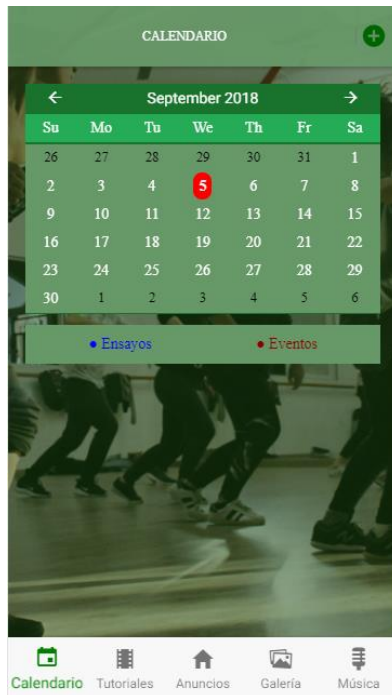 CALENDARIO
September 2018
Su Mo Tu We Th Fr Sa
26 27 28 29 30 31 1
2 3 4 5 6 7 8
9 10 11 12 13 14 15
16 17 18 19 20 21 22
23 24 25 26 27 28 29
30 1 2 3 4 5 6
● Ensayos ● Eventos
Calendario Tutoriales Anuncios Galería Música